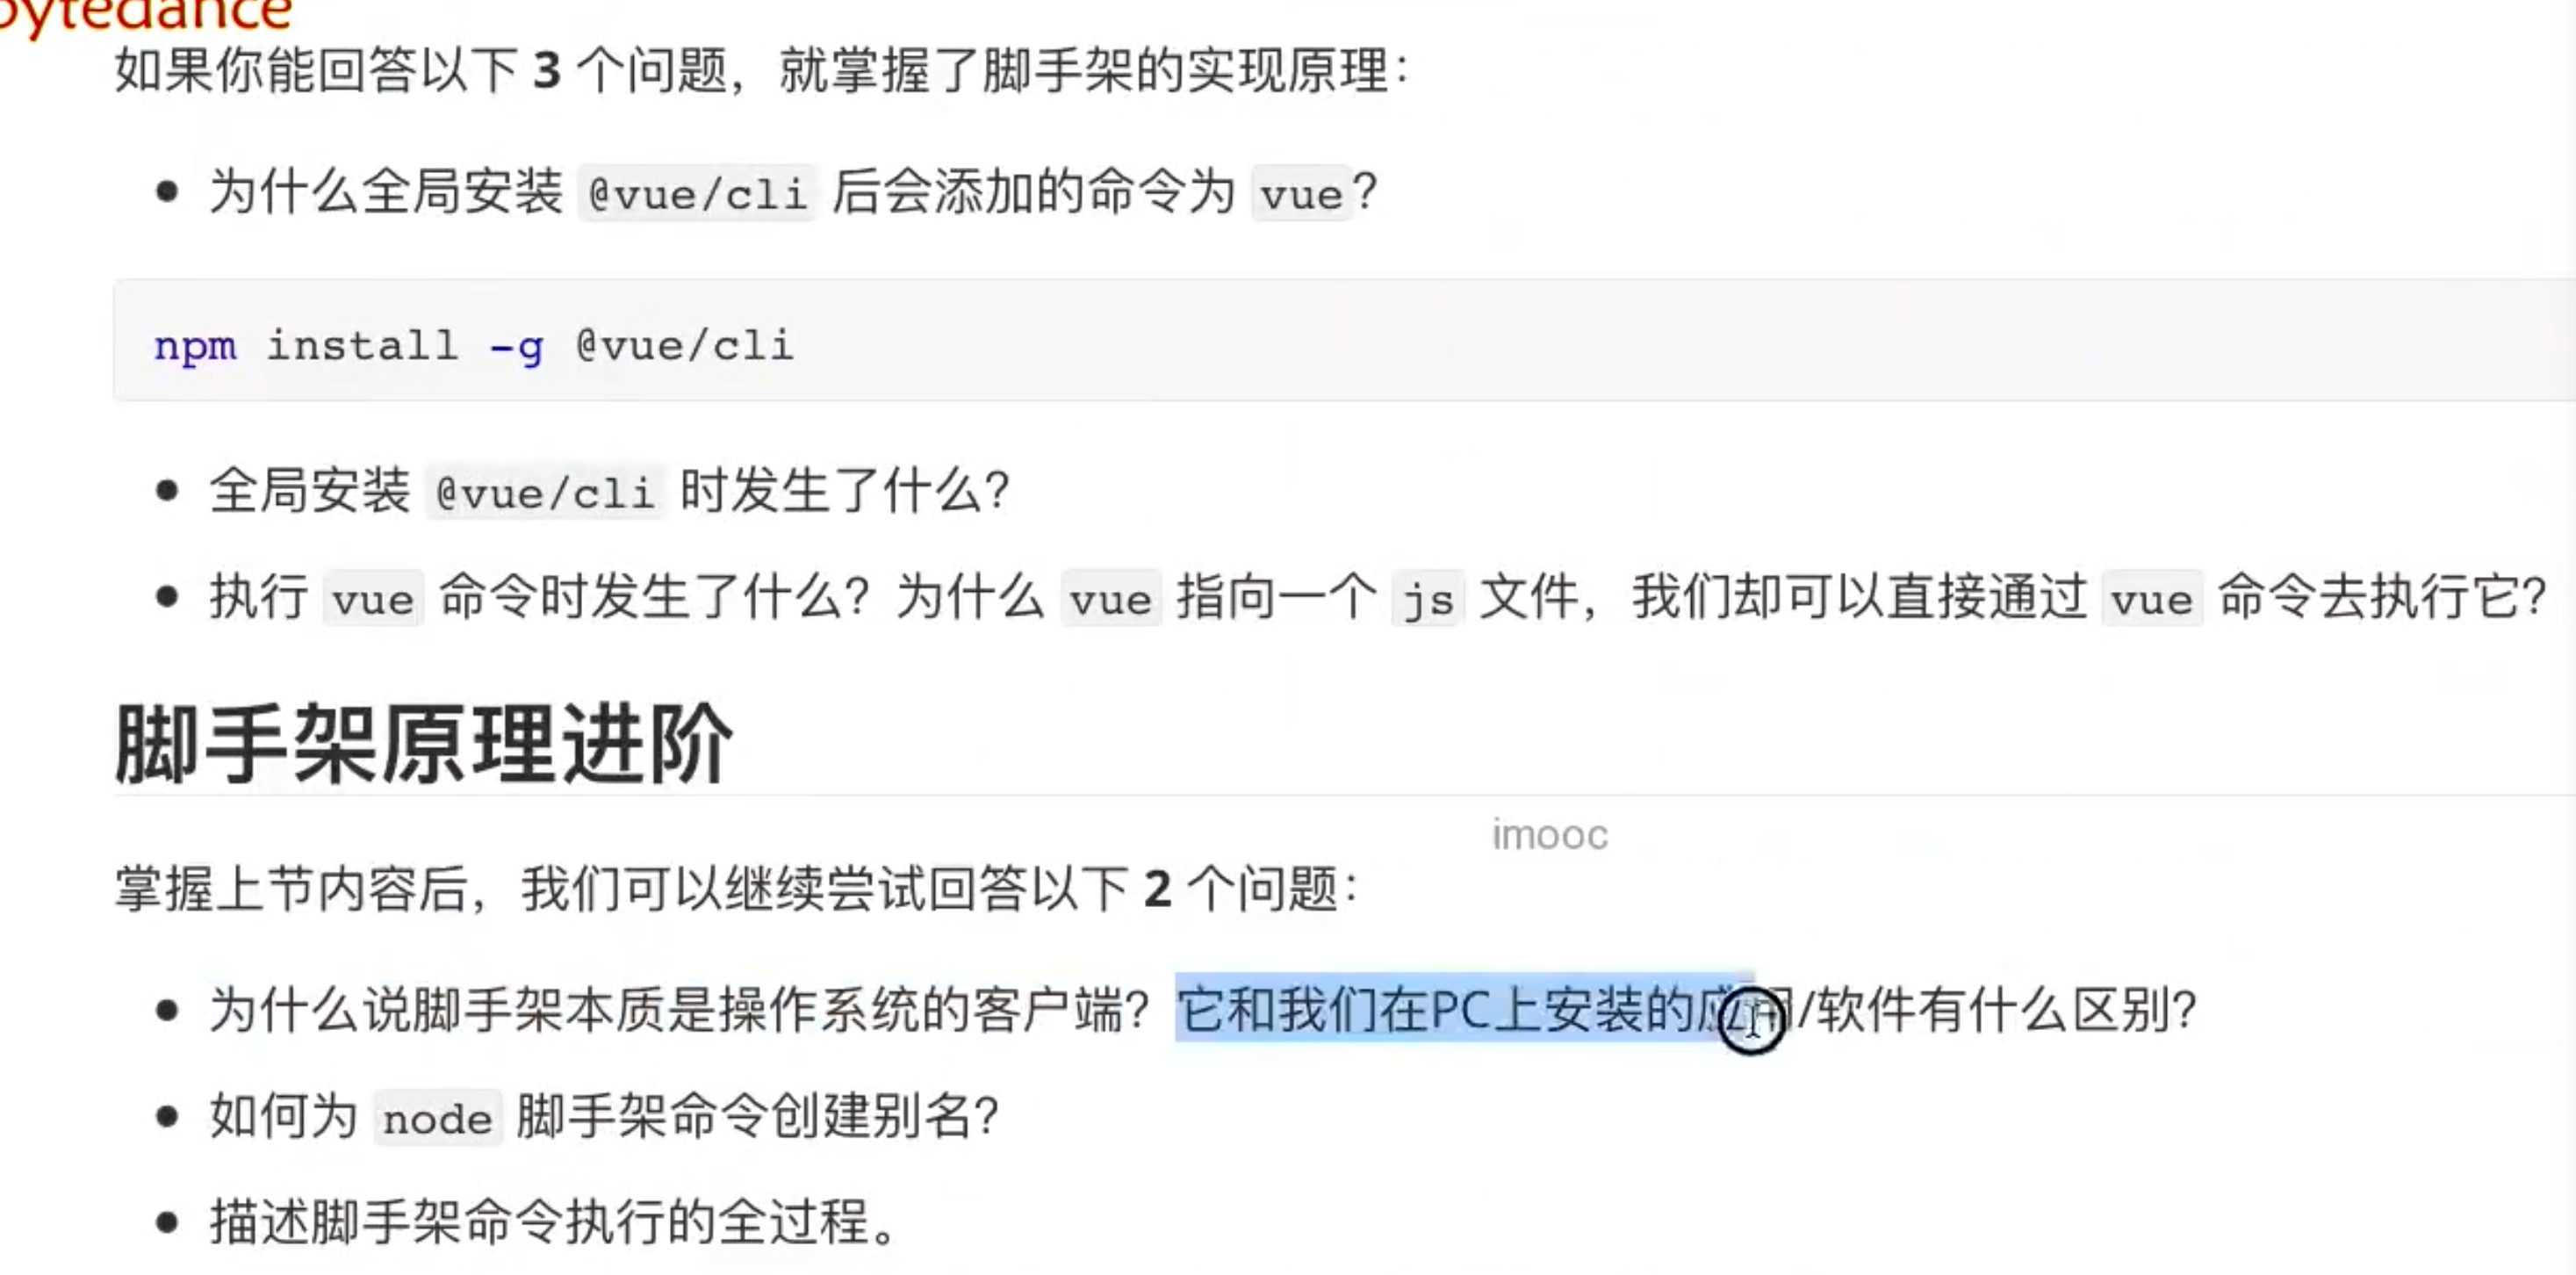 bytedance
如果你能回答以下 3 个问题，就掌握了脚手架的实现原理：
为什么全局安装 @vue/cli 后会添加的命令为 vue？
npm install -g @vue/cli
全局安装 @vue/cli 时发生了什么？
执行 vue 命令时发生了什么？为什么 vue 指向一个 js 文件，我们却可以直接通过 vue 命令去执行它？
脚手架原理进阶
imooc
掌握上节内容后，我们可以继续尝试回答以下 2 个问题：
为什么说脚手架本质是操作系统的客户端？它和我们在PC上安装的应用/软件有什么区别？
如何为 node 脚手架命令创建别名？
描述脚手架命令执行的全过程。